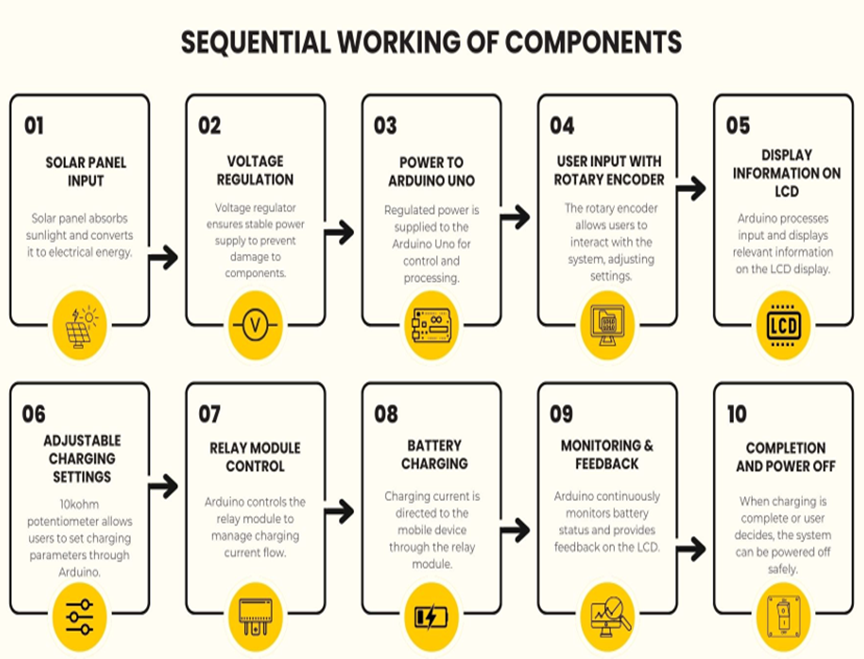 SEQUENTIAL WORKING OF COMPONENTS
01
SOLAR PANEL
INPUT
Solar panel absorbs
sunlight and converts
it to electrical energy.
02
VOLTAGE
REGULATION
Voltage regulator
ensures stable power
supply to prevent
damage to
components.
V
03
POWER TO
ARDUINO UNO
Regulated power is
supplied to the
Arduino Uno for
control and
processing.
04
USER INPUT WITH
ROTARY ENCODER
The rotary encoder
allows users to
interact with the
system, adjusting
settings.
05
DISPLAY
INFORMATION ON
LCD
Arduino processes
input and displays
relevant information
on the LCD display.
LCD
06
ADJUSTABLE
CHARGING
SETTINGS
10kohm
potentiometer allows
users to set charging
parameters through
Arduino.
07
RELAY MODULE
CONTROL
Arduino controls the
relay module to
manage charging
current flow.
08
BATTERY
CHARGING
Charging current is
directed to the
mobile device
through the relay
module.
09
MONITORING &
FEEDBACK
Arduino continuously
monitors battery
status and provides
feedback on the LCD.
10
COMPLETION
AND POWER OFF
When charging is
complete or user
decides, the system
can be powered off
safely.